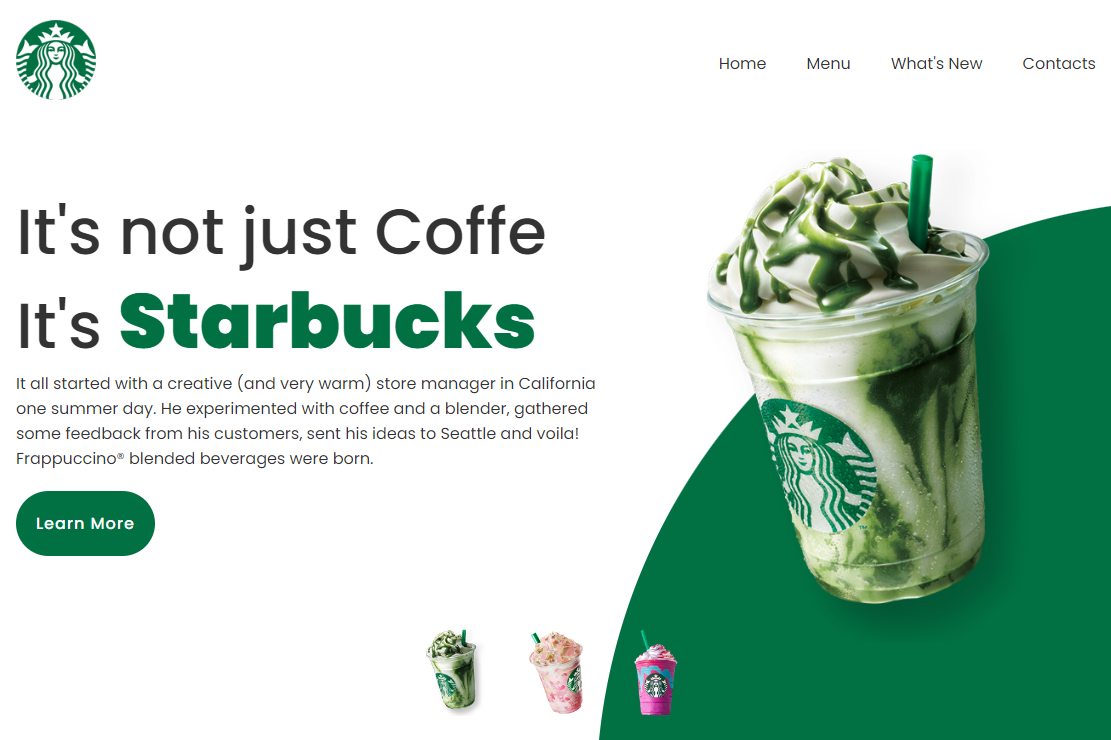 Home Menu What's New Contacts
It's not just Coffe
It's Starbucks
It all started with a creative (and very warm) store manager in California
one summer day. He experimented with coffee and a blender, gathered
some feedback from his customers, sent his ideas to Seattle and voila!
Frappuccino® blended beverages were born.
Learn More